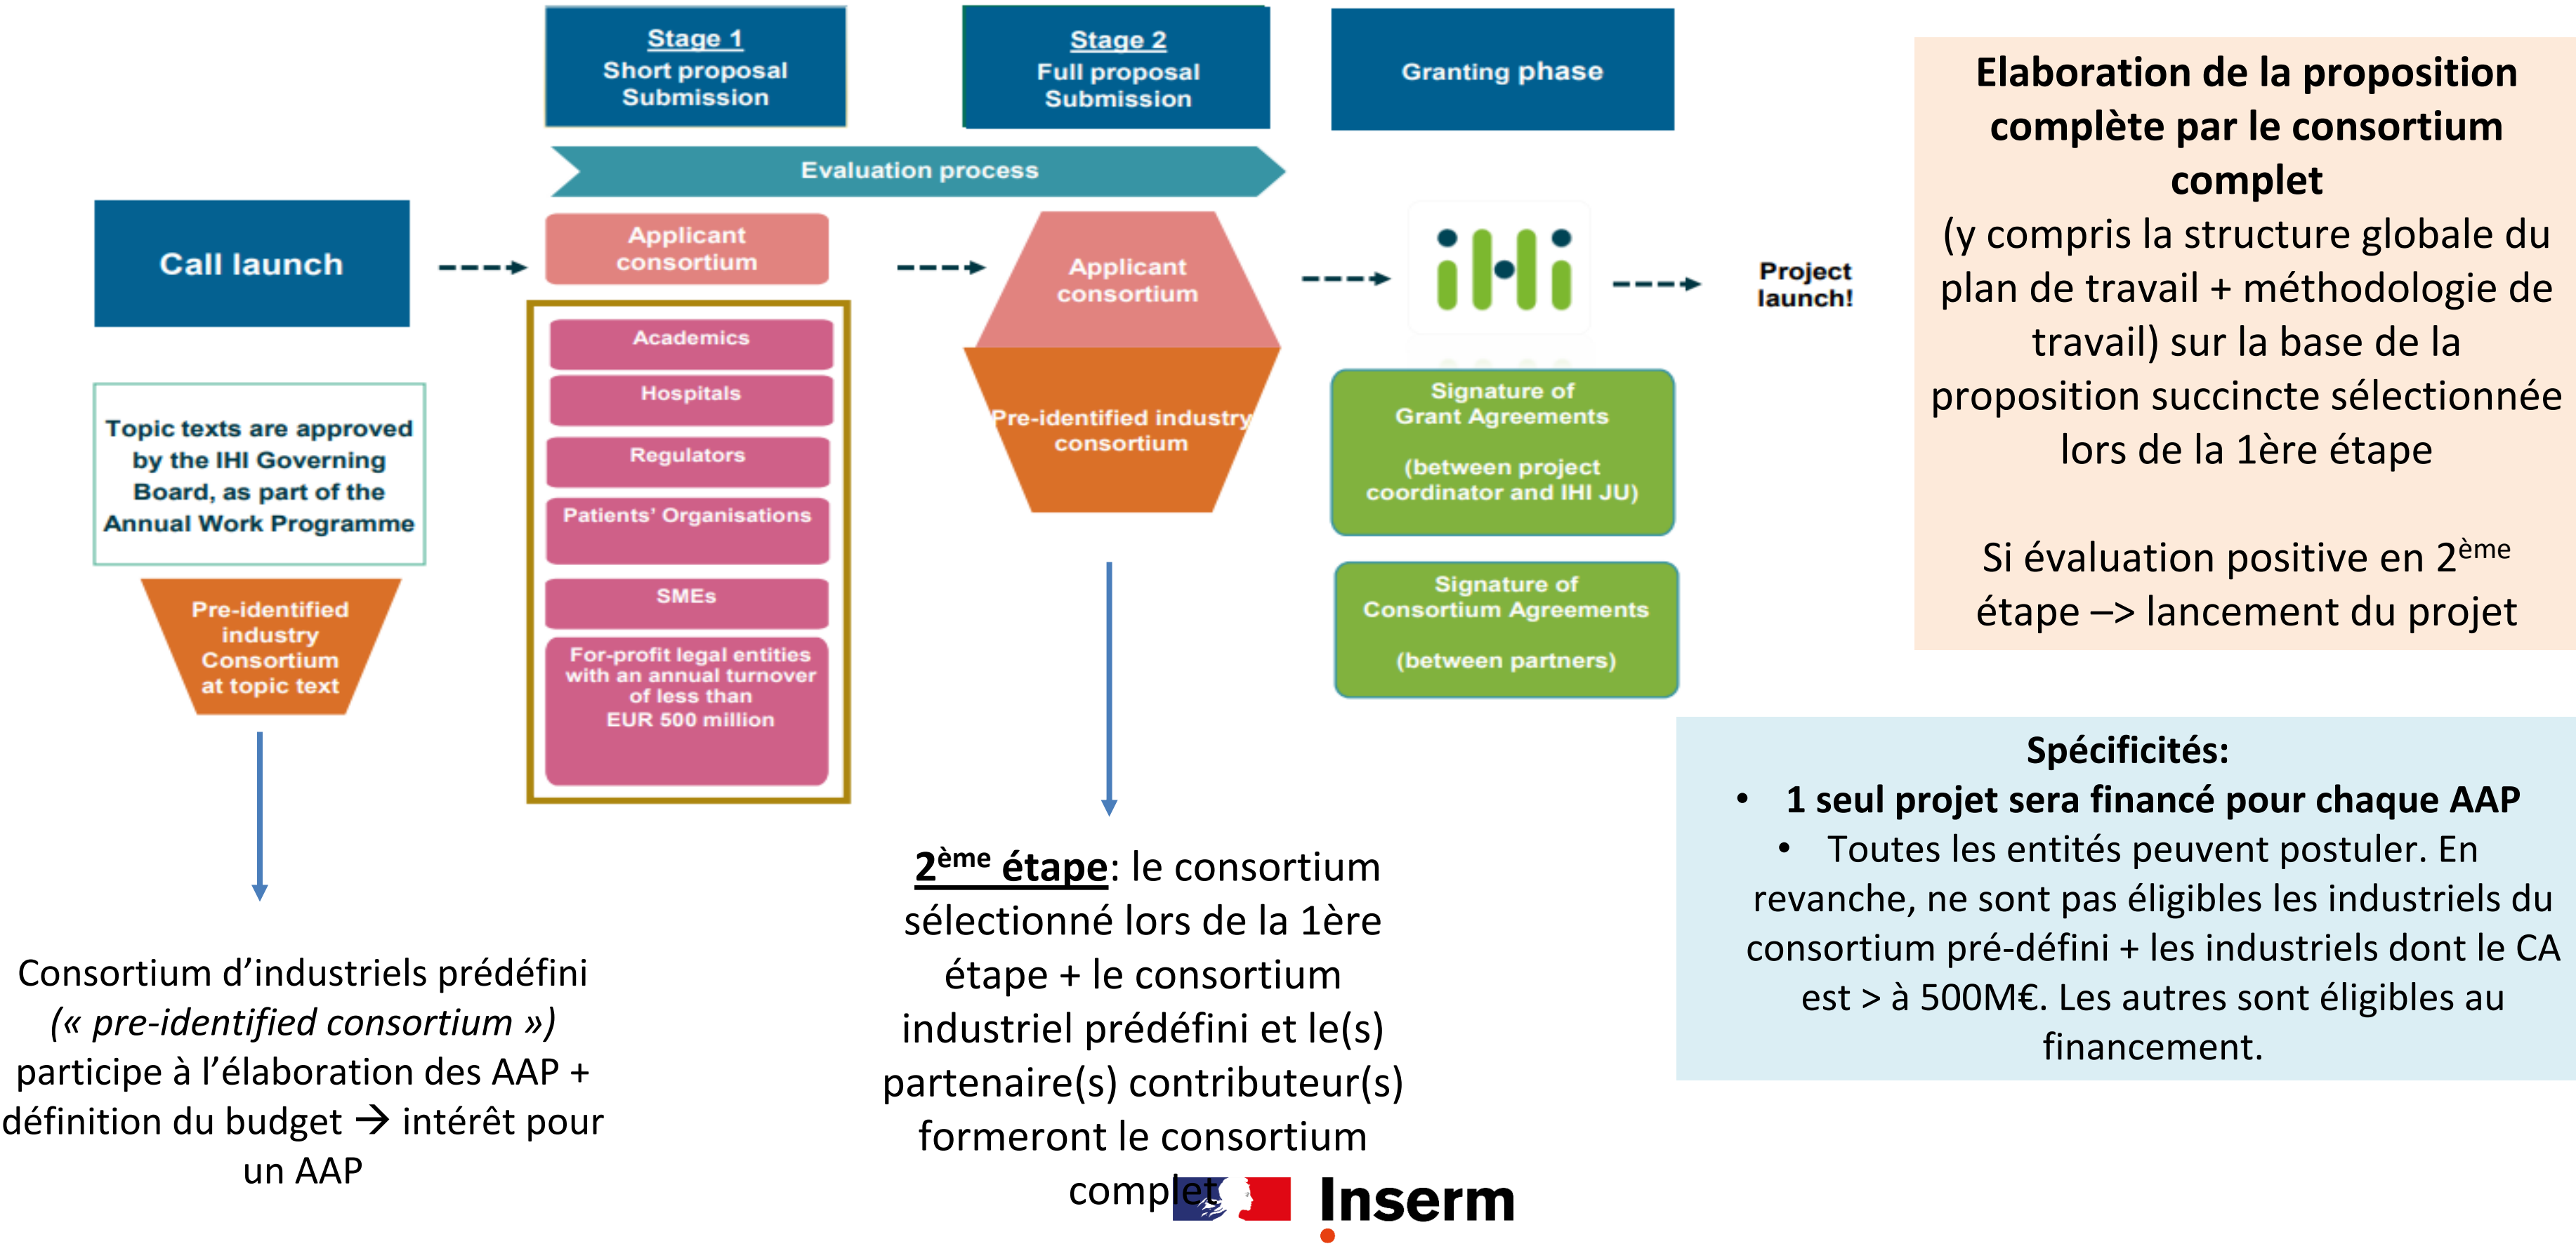 Stage 1
Short proposal
Submission
Stage 2
Full proposal
Submission
Granting phase
Evaluation process
Call launch
Topic texts are approved
by the IHI Governing
Board, as part of the
Annual Work Programme
Pre-identified
industry
Consortium
at topic text
Consortium d’industriels prédéfini
(« pre-identified consortium »)
participe à l’élaboration des AAP +
définition du budget → intérêt pour
un AAP
Applicant
consortium
Academics
Hospitals
Regulators
Patients’ Organisations
SMEs
For-profit legal entities
with an annual turnover
of less than
EUR 500 million
Applicant
consortium
Pre-identified industry
consortium
2ème étape: le consortium
sélectionné lors de la 1ère
étape + le consortium
industriel prédéfini et le(s)
partenaire(s) contributeur(s)
formeront le consortium
complet
iHi
Signature of
Grant Agreements
(between project
coordinator and IHI JU)
Signature of
Consortium Agreements
(between partners)
Project
launch!
Elaboration de la proposition
complète par le consortium
complet
(y compris la structure globale du
plan de travail + méthodologie de
travail) sur la base de la
proposition succincte sélectionnée
lors de la 1ère étape
Si évaluation positive en 2ème
étape –> lancement du projet
Spécificités:
• 1 seul projet sera financé pour chaque AAP
• Toutes les entités peuvent postuler. En
revanche, ne sont pas éligibles les industriels du
consortium pré-défini + les industriels dont le CA
est > à 500M€. Les autres sont éligibles au
financement.
Inserm